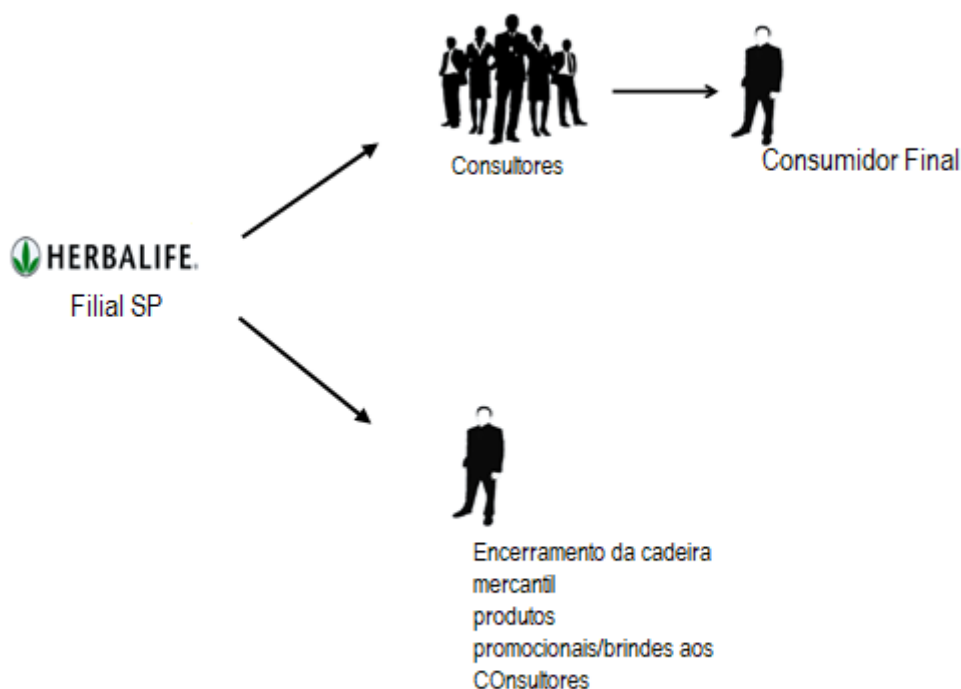 Consultores
Consumidor Final
HERBALIFE.
Filial SP
Encerramento da cadeira
mercantil
produtos
promocionais/brindes aos
COnsultores